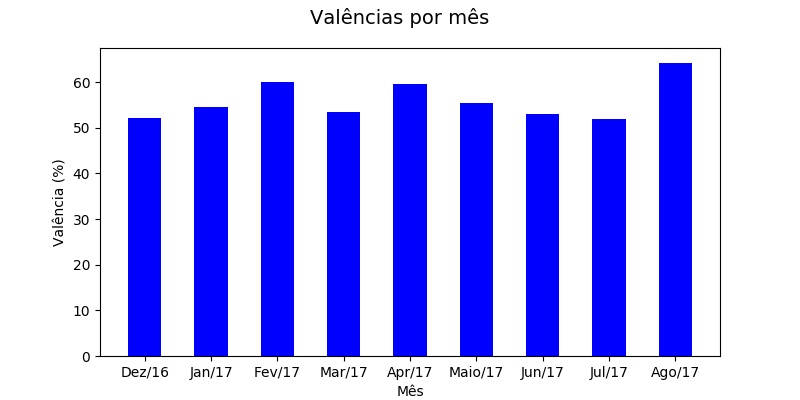 Valências por mês
Valência (%)
60
50
40
30
20
10
0
Dez/16 Jan/17 Fev/17 Mar/17 Apr/17 Maio/17 Jun/17 Jul/17 Ago/17
Mês